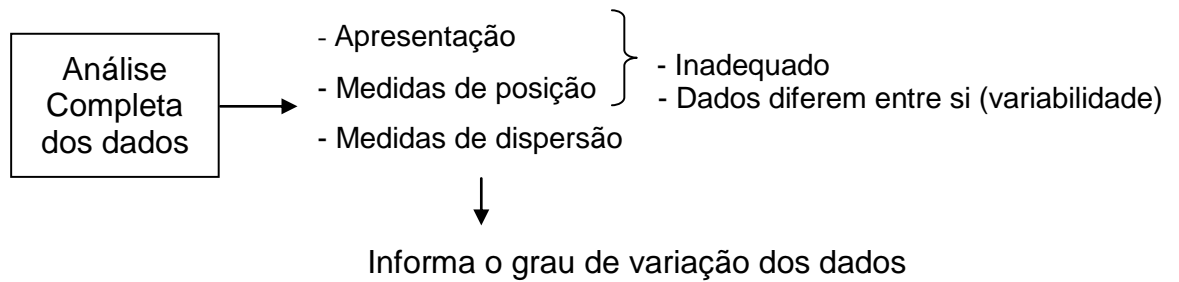 Análise
Completa
dos dados
- Apresentação
- Medidas de posição
- Medidas de dispersão
- Inadequado
- Dados diferem entre si (variabilidade)
Informa o grau de variação dos dados